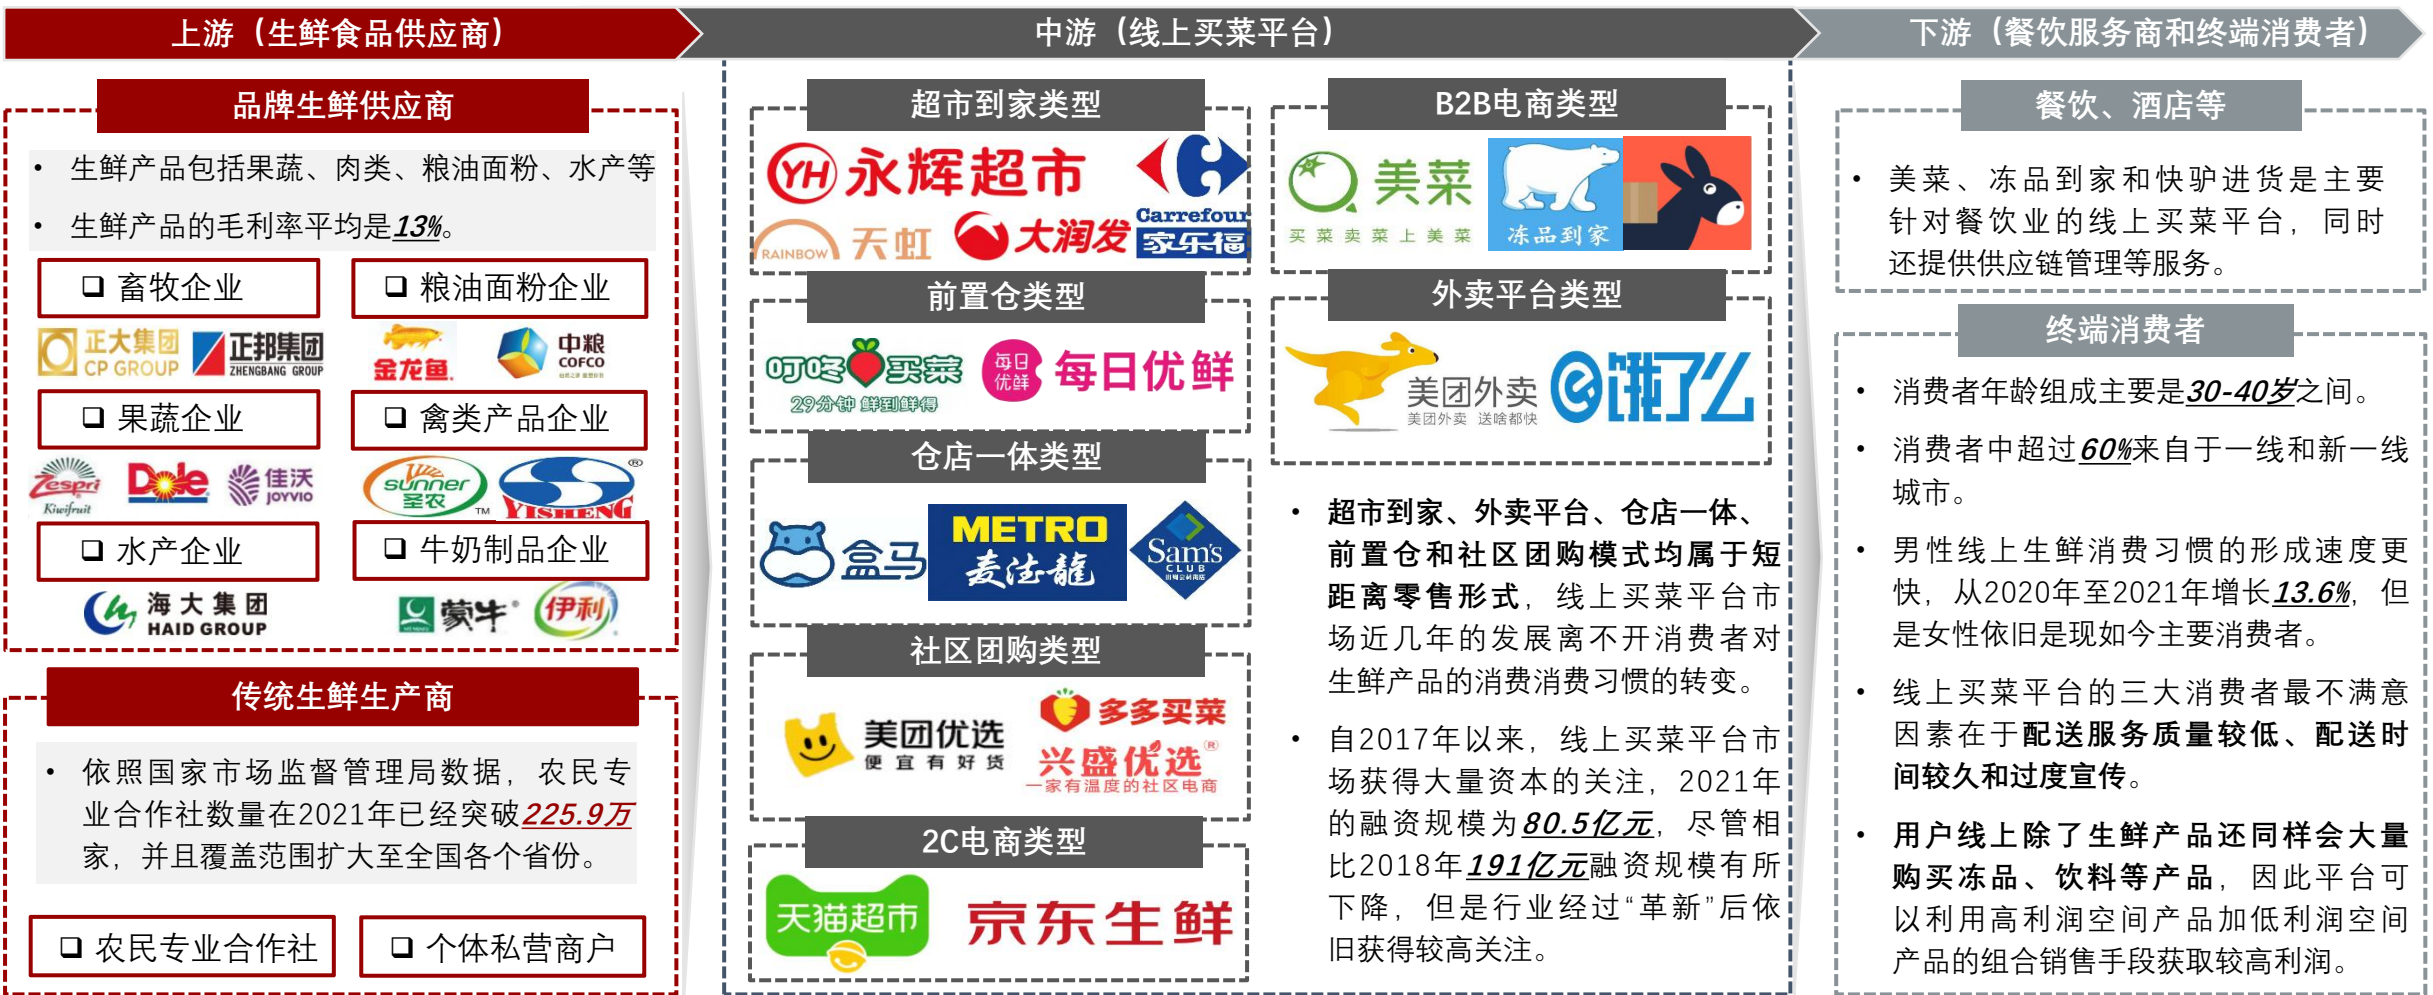 上游（生鲜食品供应商）
中游（线上买菜平台）
下游（餐饮服务商和终端消费者）
品牌生鲜供应商
• 生鲜产品包括果蔬、肉类、粮油面粉、水产等
• 生鲜产品的毛利率平均是13%。
畜牧企业
粮油面粉企业
正大集团
CP GROUP
正邦集团
ZHENGBANG GROUP
金龙鱼
中粮
COFCO
果蔬企业
禽类产品企业
Zespri
Kiwifruit
Dole
佳沃
JOYVIO
sunner
圣农
TM
YISHENG
®
水产企业
牛奶制品企业
海大集团
HAID GROUP
蒙牛
伊利
传统生鲜生产商
• 依照国家市场监督管理局数据，农民专
业合作社数量在2021年已经突破225.9万
家，并且覆盖范围扩大至全国各个省份。
农民专业合作社
个体私营商户
超市到家类型
YH 永辉超市
Carrefour
家乐福
RAINBOW 天虹
大润发
前置仓类型
叮咚买菜
29分钟 鲜到鲜得
每日
优鲜
每日优鲜
仓店一体类型
盒马
METRO
麦德龍
Sam's
CLUB
社区团购类型
美团优选
便宜有好货
多多买菜
兴盛优选®
一家有温度的社区电商
2C电商类型
天猫超市
京东生鲜
B2B电商类型
美菜
买菜卖菜上美菜
冻品到家
外卖平台类型
美团外卖
美团外卖 送啥都快
饿了么
• 超市到家、外卖平台、仓店一体、
前置仓和社区团购模式均属于短
距离零售形式，线上买菜平台市
场近几年的发展离不开消费者对
生鲜产品的消费消费习惯的转变。
• 自2017年以来，线上买菜平台市
场获得大量资本的关注，2021年
的融资规模为80.5亿元，尽管相
比2018年191亿元融资规模有所
下降，但是行业经过“革新”后依
旧获得较高关注。
餐饮、酒店等
• 美菜、冻品到家和快驴进货是主要
针对餐饮业的线上买菜平台，同时
还提供供应链管理等服务。
终端消费者
• 消费者年龄组成主要是30-40岁之间。
• 消费者中超过60%来自于一线和新一线
城市。
• 男性线上生鲜消费习惯的形成速度更
快，从2020年至2021年增长13.6%，但
是女性依旧是现如今主要消费者。
• 线上买菜平台的三大消费者最不满意
因素在于配送服务质量较低、配送时
间较久和过度宣传。
• 用户线上除了生鲜产品还同样会大量
购买冻品、饮料等产品，因此平台可
以利用高利润空间产品加低利润空间
产品的组合销售手段获取较高利润。